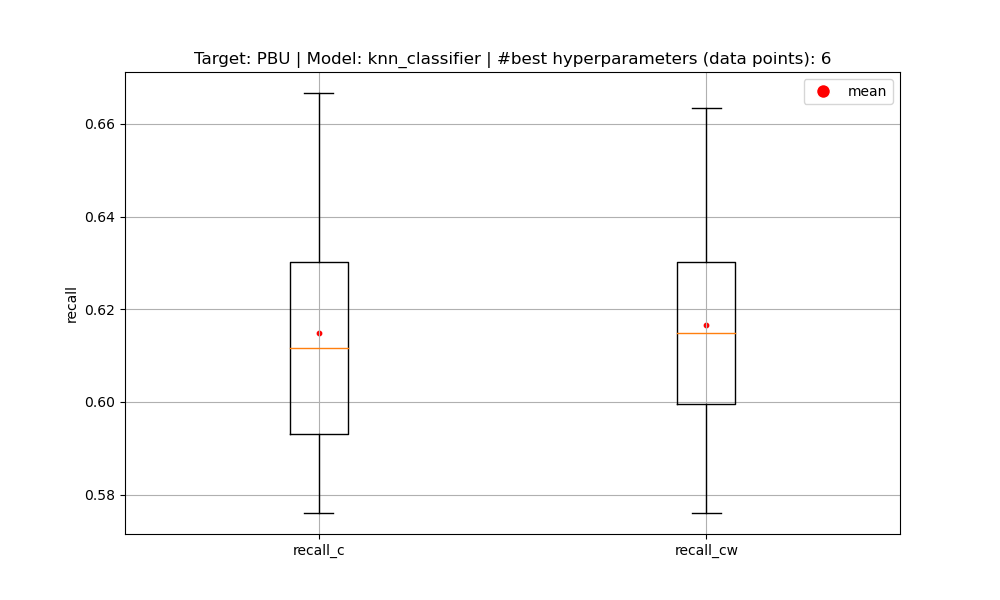 Target: PBU | Model: knn_classifier | #best hyperparameters (data points): 6
mean
0.66
0.64
0.62
0.60
0.58
recall
recall_c
recall_cw